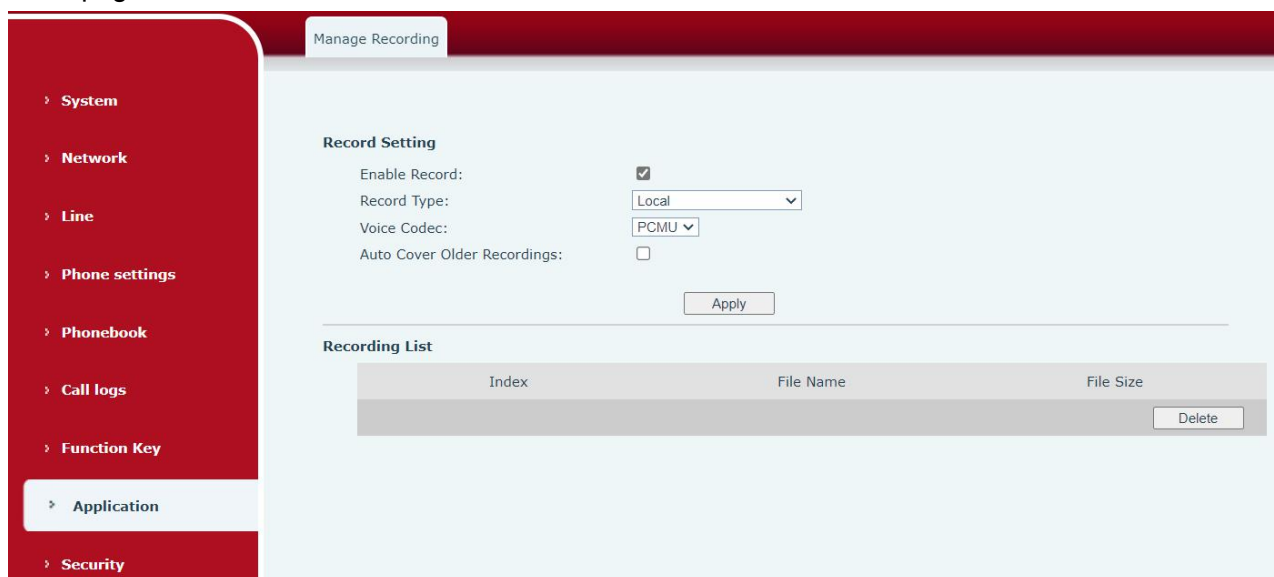 Manage Recording
System
Network
Line
Phone settings
Phonebook
Call logs
Function Key
Application
Security
Record Setting
Enable Record:
Record Type: Local
Voice Codec: PCMU
Auto Cover Older Recordings:
Apply
Recording List
Index File Name File Size
Delete